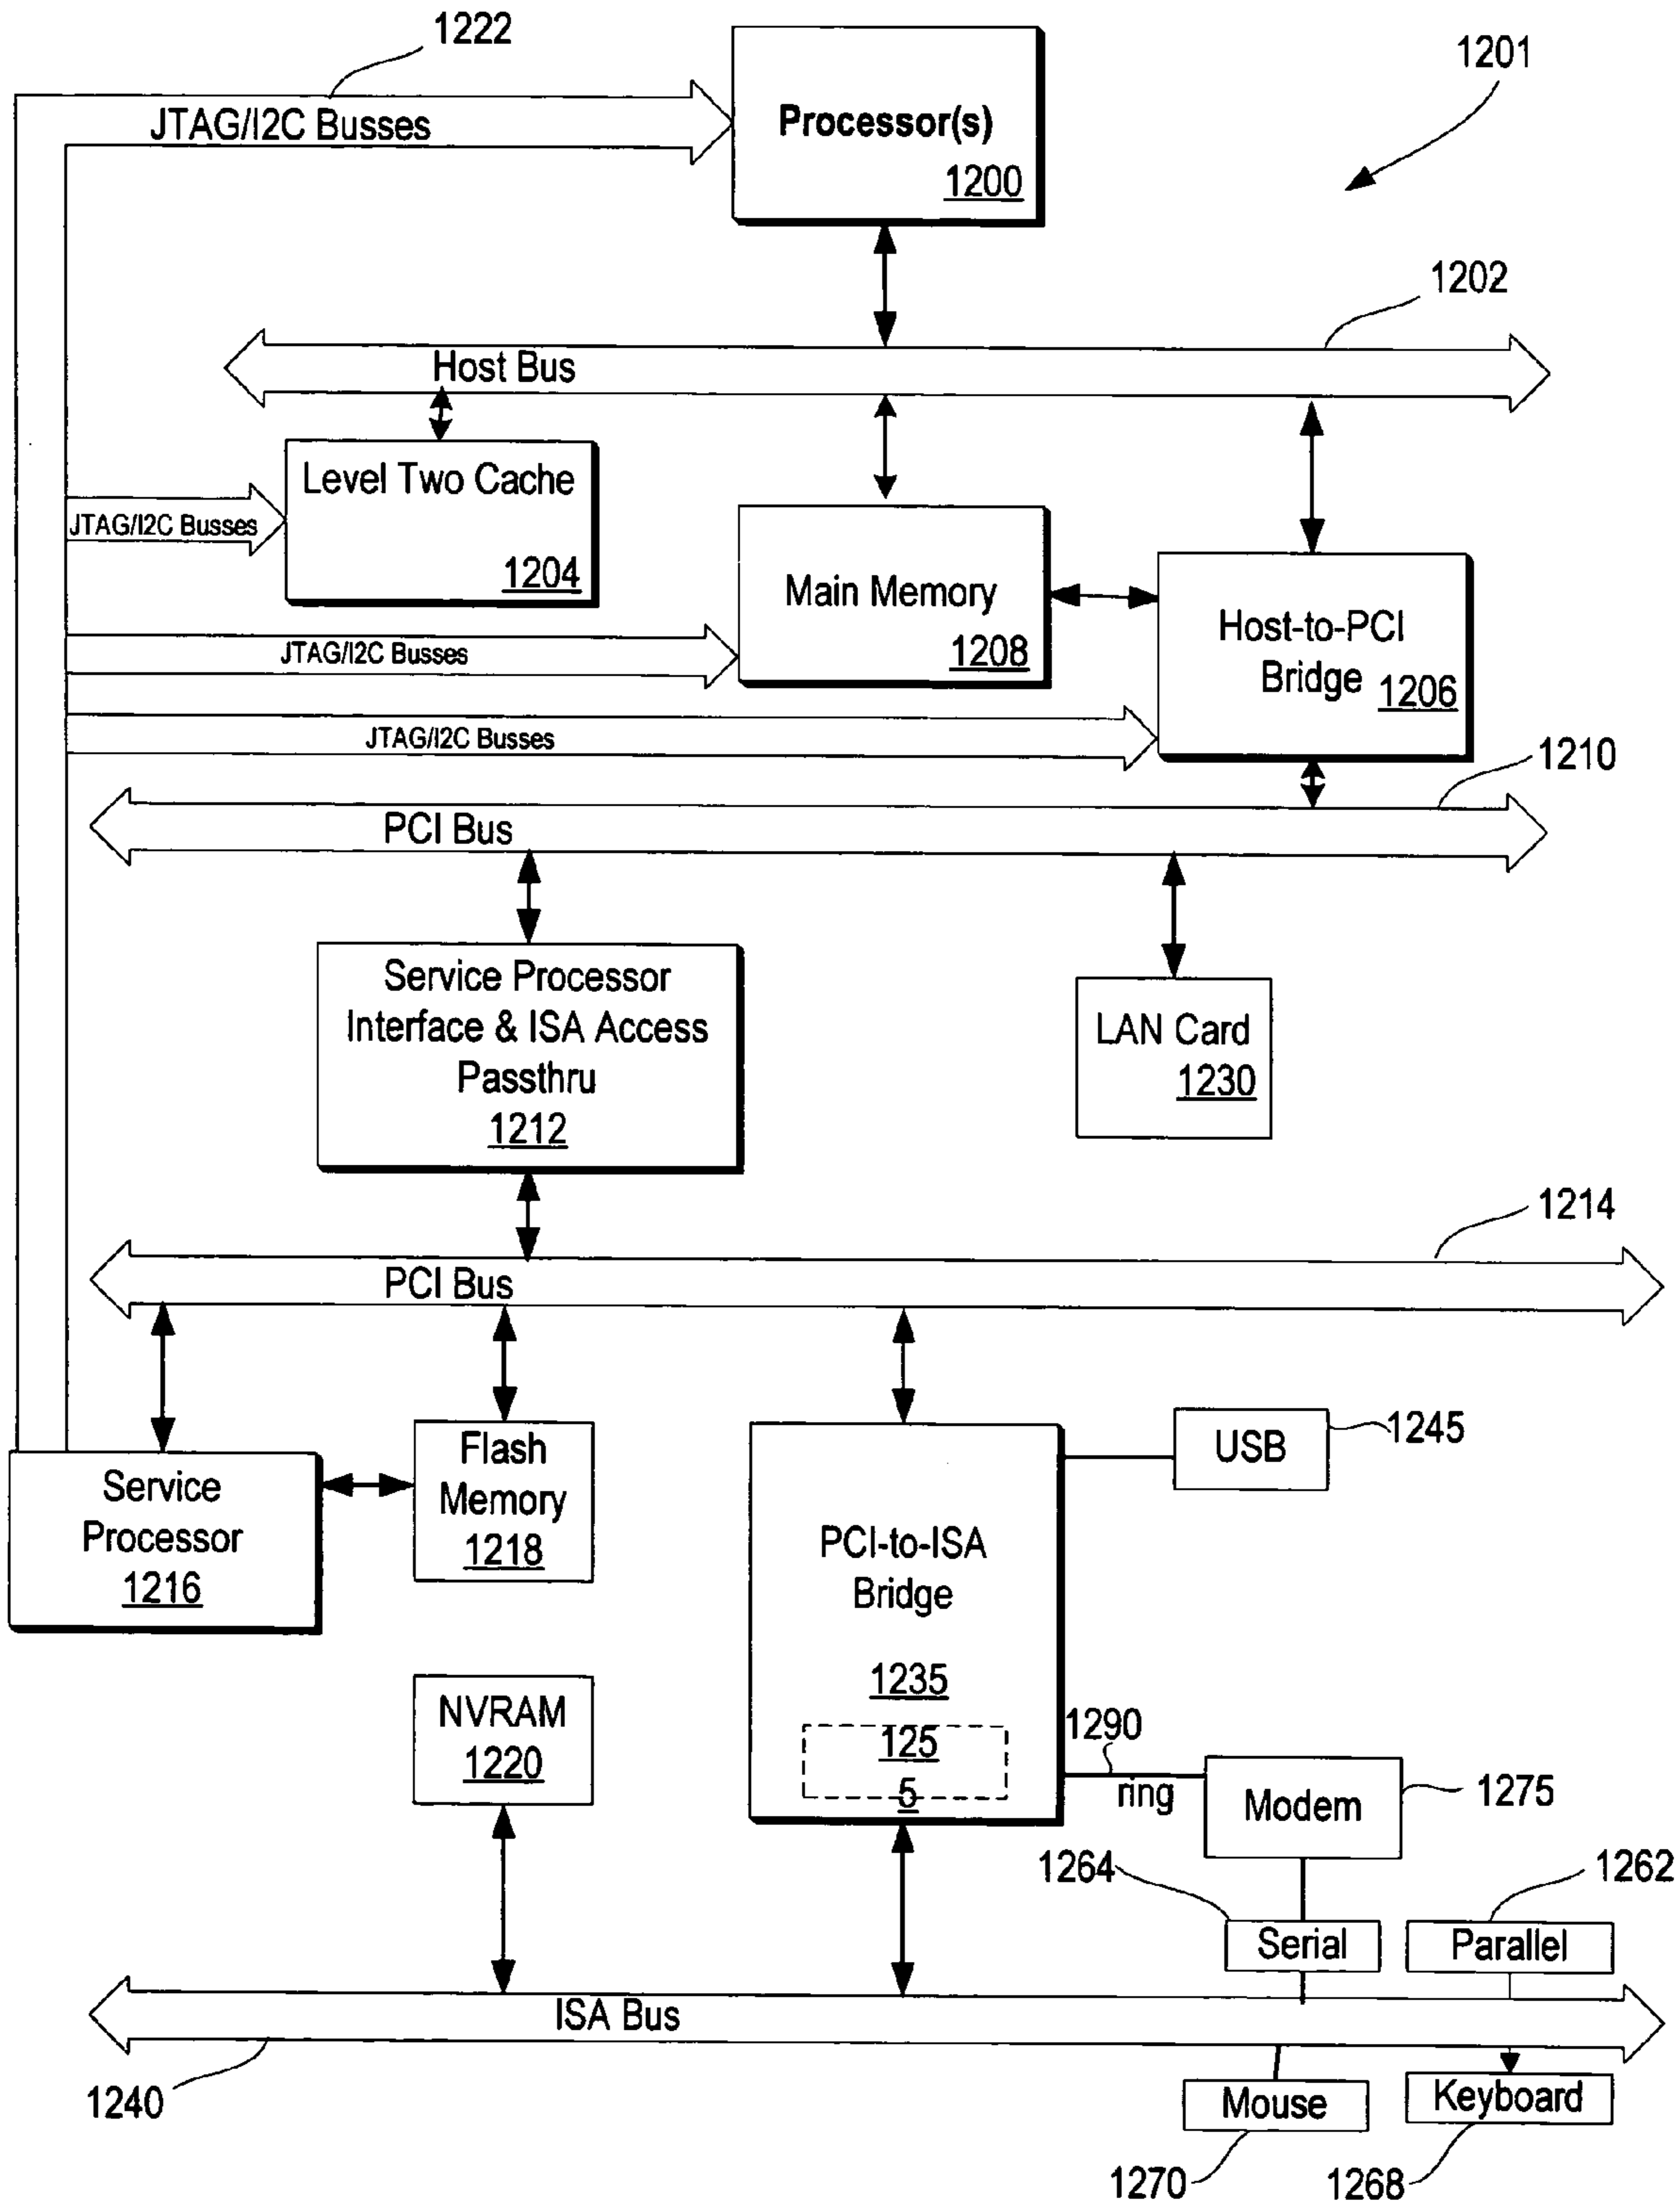 1222
1201
JTAG/I2C Busses
Processor(s)
1200
1202
Host Bus
Level Two Cache
1204
JTAG/I2C Busses
Main Memory
1208
Host-to-PCI
Bridge 1206
JTAG/I2C Busses
JTAG/I2C Busses
1210
PCI Bus
Service Processor
Interface & ISA Access
Passthru
1212
LAN Card
1230
1214
PCI Bus
Service
Processor
1216
Flash
Memory
1218
USB
1245
PCI-to-ISA
Bridge
1235
125
5
NVRAM
1220
1290
ring
Modem
1275
1264
1262
Serial
Parallel
ISA Bus
1240
Mouse
Keyboard
1270
1268